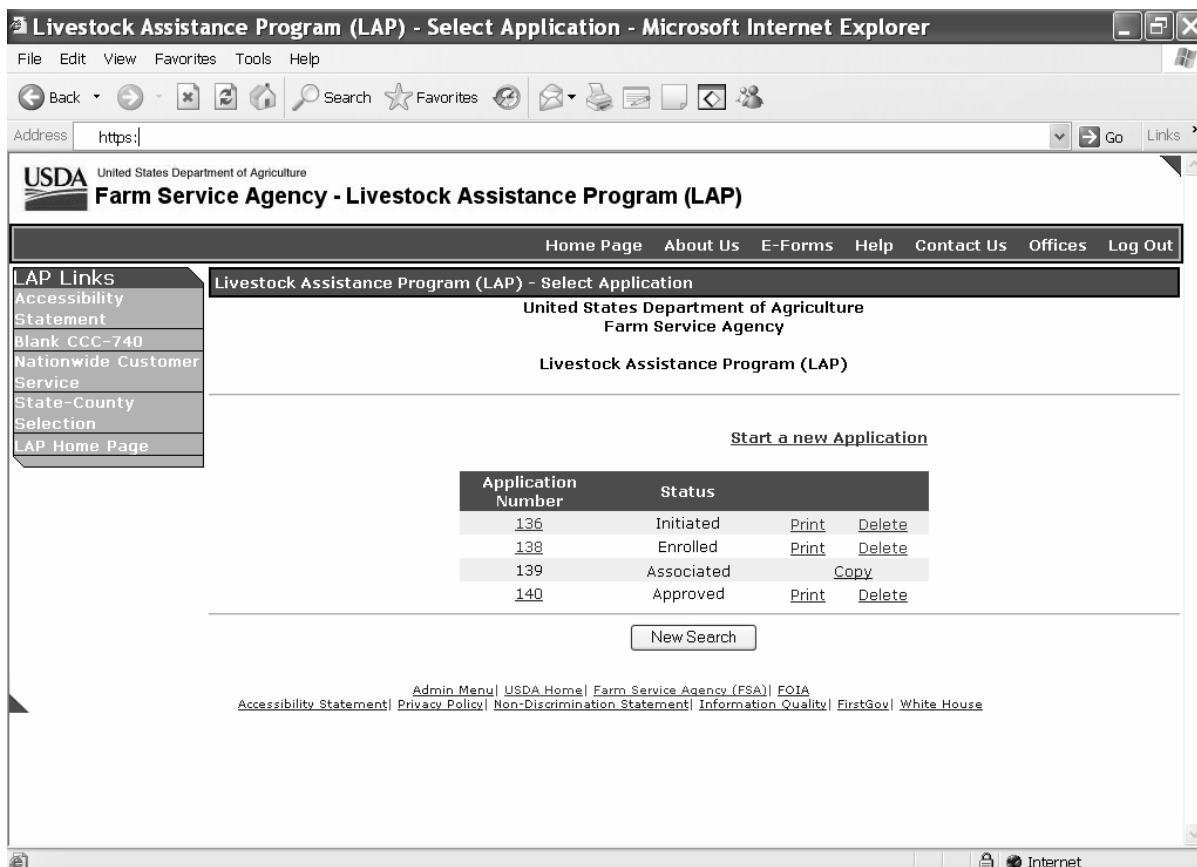 Livestock Assistance Program (LAP) - Select Application - Microsoft Internet Explorer
File Edit View Favorites Tools Help
Back Search Favorites
Address https: Go Links
USDA United States Department of Agriculture
Farm Service Agency - Livestock Assistance Program (LAP)
Home Page About Us E-Forms Help Contact Us Offices Log Out
LAP Links
Accessibility
Statement
Blank CCC-740
Nationwide Customer
Service
State-County
Selection
LAP Home Page
Livestock Assistance Program (LAP) - Select Application
United States Department of Agriculture
Farm Service Agency
Livestock Assistance Program (LAP)
Start a new Application
Application
Number Status
136 Initiated Print Delete
138 Enrolled Print Delete
139 Associated Copy
140 Approved Print Delete
New Search
Admin Menu| USDA Home| Farm Service Agency (FSA)| FOIA
Accessibility Statement| Privacy Policy| Non-Discrimination Statement| Information Quality| FirstGov| White House
Internet